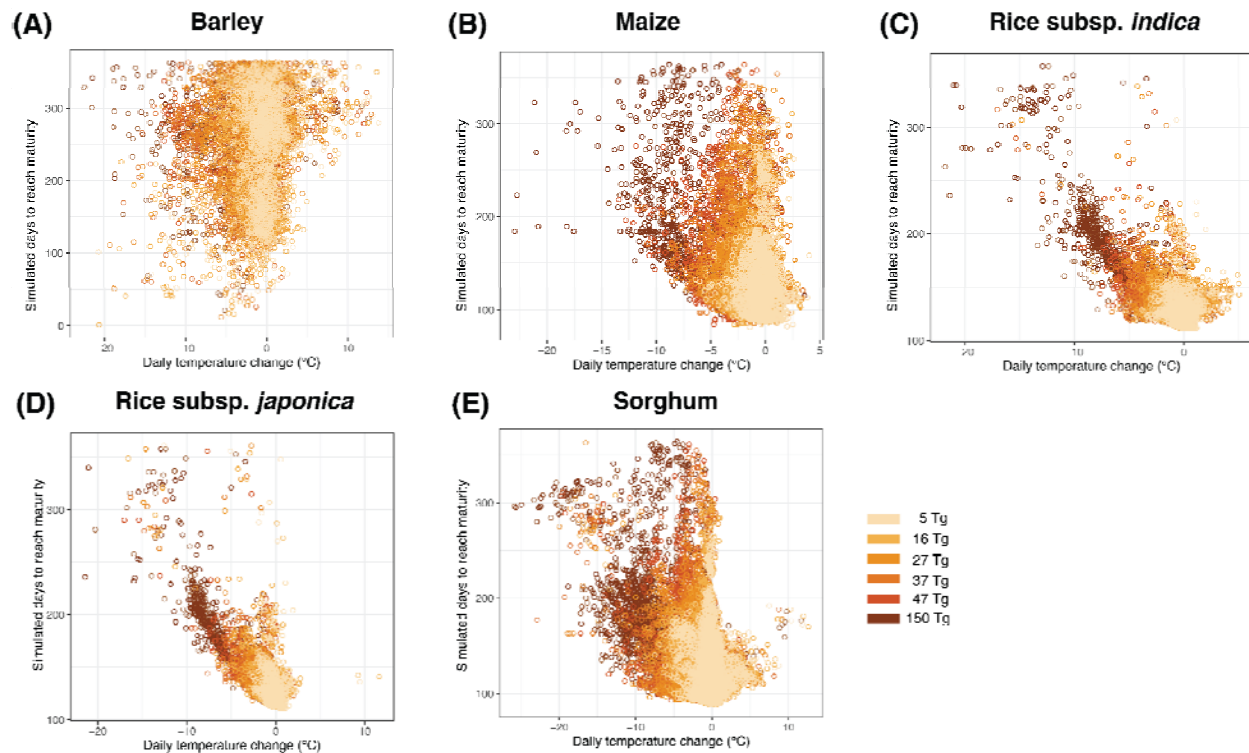 (A) Barley
Simulated days to reach maturity
300
200
100
0
−20 −10 0 10
Daily temperature change (°C)
(B) Maize
Simulated days to reach maturity
300
200
100
−20 −15 −10 −5 0 5
Daily temperature change (°C)
(C) Rice subsp. indica
Simulated days to reach maturity
300
200
100
20 10 0
Daily temperature change (°C)
(D) Rice subsp. japonica
Simulated days to reach maturity
300
200
100
−20 −10 0 10
Daily temperature change (°C)
(E) Sorghum
Simulated days to reach maturity
300
200
100
−20 −10 0 10
Daily temperature change (°C)
5 Tg
16 Tg
27 Tg
37 Tg
47 Tg
150 Tg